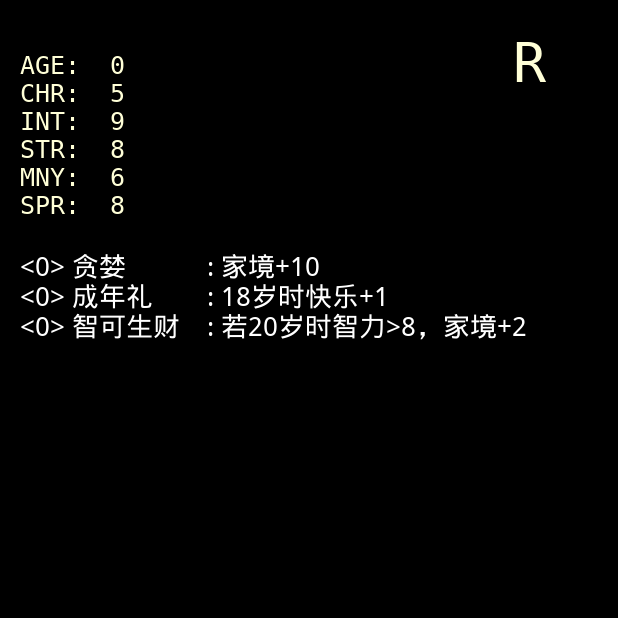 R
AGE: 0
CHR: 5
INT: 9
STR: 8
MNY: 6
SPR: 8
<0> 贪婪 : 家境+10
<0> 成年礼 : 18岁时快乐+1
<0> 智可生财 : 若20岁时智力>8，家境+2